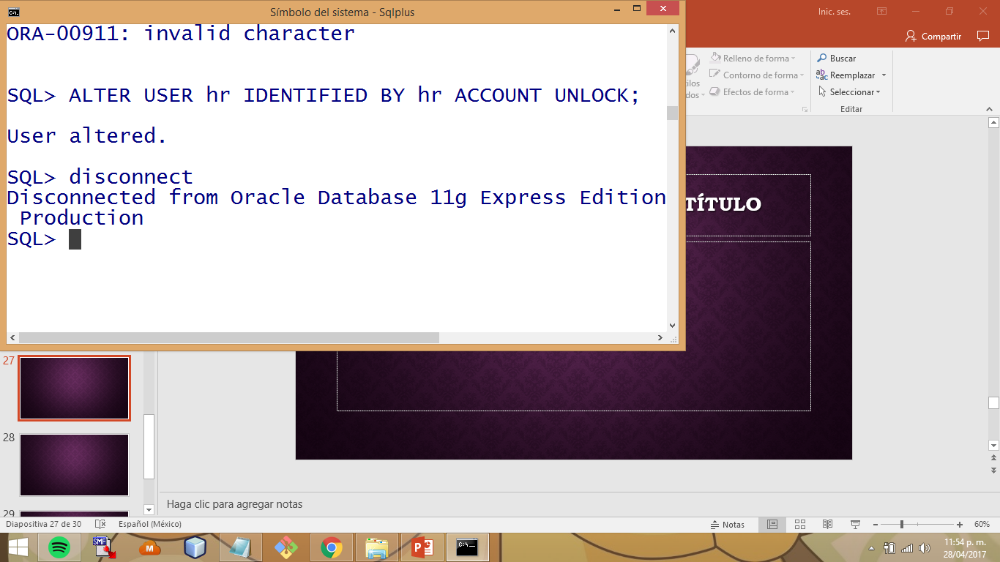 Símbolo del sistema - Sqlplus
ORA-00911: invalid character
SQL> ALTER USER hr IDENTIFIED BY hr ACCOUNT UNLOCK;
User altered.
SQL> disconnect
Disconnected from Oracle Database 11g Express Edition
Production
SQL>
Inic. ses.
Compartir
Relleno de forma
Contorno de forma
Efectos de forma
Buscar
Reemplazar
Seleccionar
Editar
TÍTULO
27
28
29
Haga clic para agregar notas
Diapositiva 27 de 30
Español (México)
Notas
60%
SMF
11:54 p. m.
28/04/2017